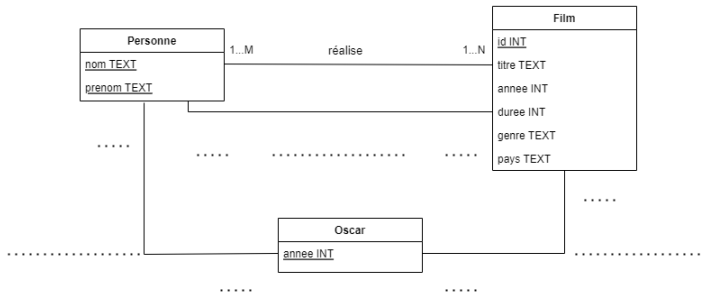 Film
Personne
id INT
1...M réalise 1...N
nom TEXT
titre TEXT
prenom TEXT
annee INT
duree INT
genre TEXT
pays TEXT
.....
..... ................... .....
.....
Oscar
annee INT
................... ..................
..... .....